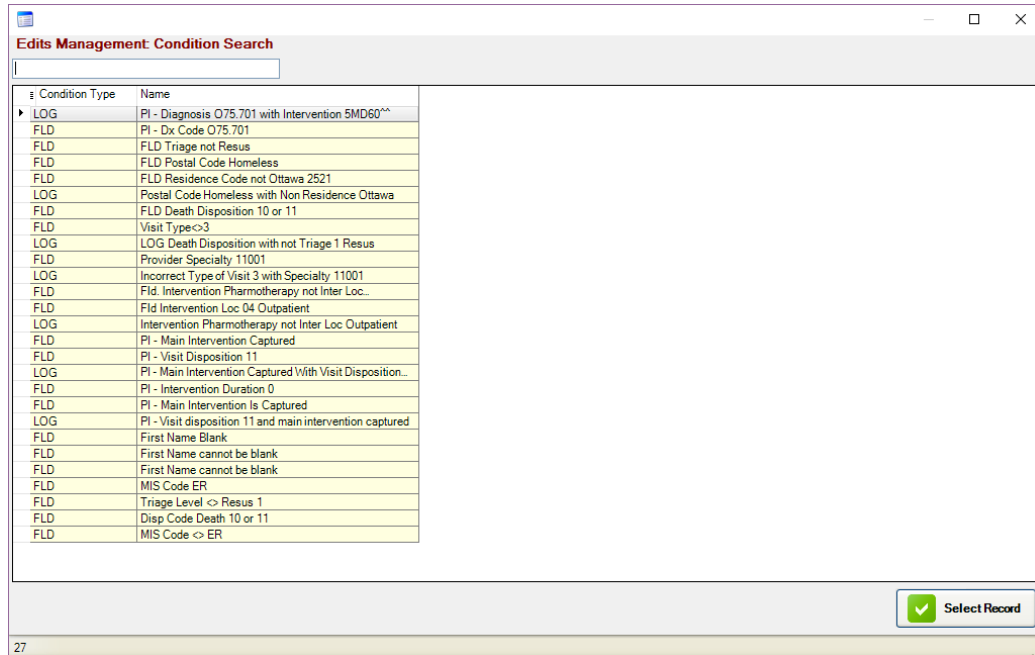 Edits Management: Condition Search
Condition Type Name
LOG PI - Diagnosis O75.701 with Intervention 5MD60^^
FLD PI - Dx Code O75.701
FLD FLD Triage not Resus
FLD FLD Postal Code Homeless
FLD FLD Residence Code not Ottawa 2521
LOG Postal Code Homeless with Non Residence Ottawa
FLD FLD Death Disposition 10 or 11
FLD Visit Type<>3
LOG LOG Death Disposition with not Triage 1 Resus
FLD Provider Specialty 11001
LOG Incorrect Type of Visit 3 with Specialty 11001
FLD Fld. Intervention Pharmotherapy not Inter Loc...
FLD Fld Intervention Loc 04 Outpatient
LOG Intervention Pharmotherapy not Inter Loc Outpatient
FLD PI - Main Intervention Captured
FLD PI - Visit Disposition 11
LOG PI - Main Intervention Captured With Visit Disposition...
FLD PI - Intervention Duration 0
FLD PI - Main Intervention Is Captured
LOG PI - Visit disposition 11 and main intervention captured
FLD First Name Blank
FLD First Name cannot be blank
FLD First Name cannot be blank
FLD MIS Code ER
FLD Triage Level <> Resus 1
FLD Disp Code Death 10 or 11
FLD MIS Code <> ER
Select Record
27